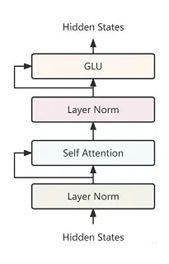 Hidden States
GLU
Layer Norm
Self Attention
Layer Norm
Hidden States